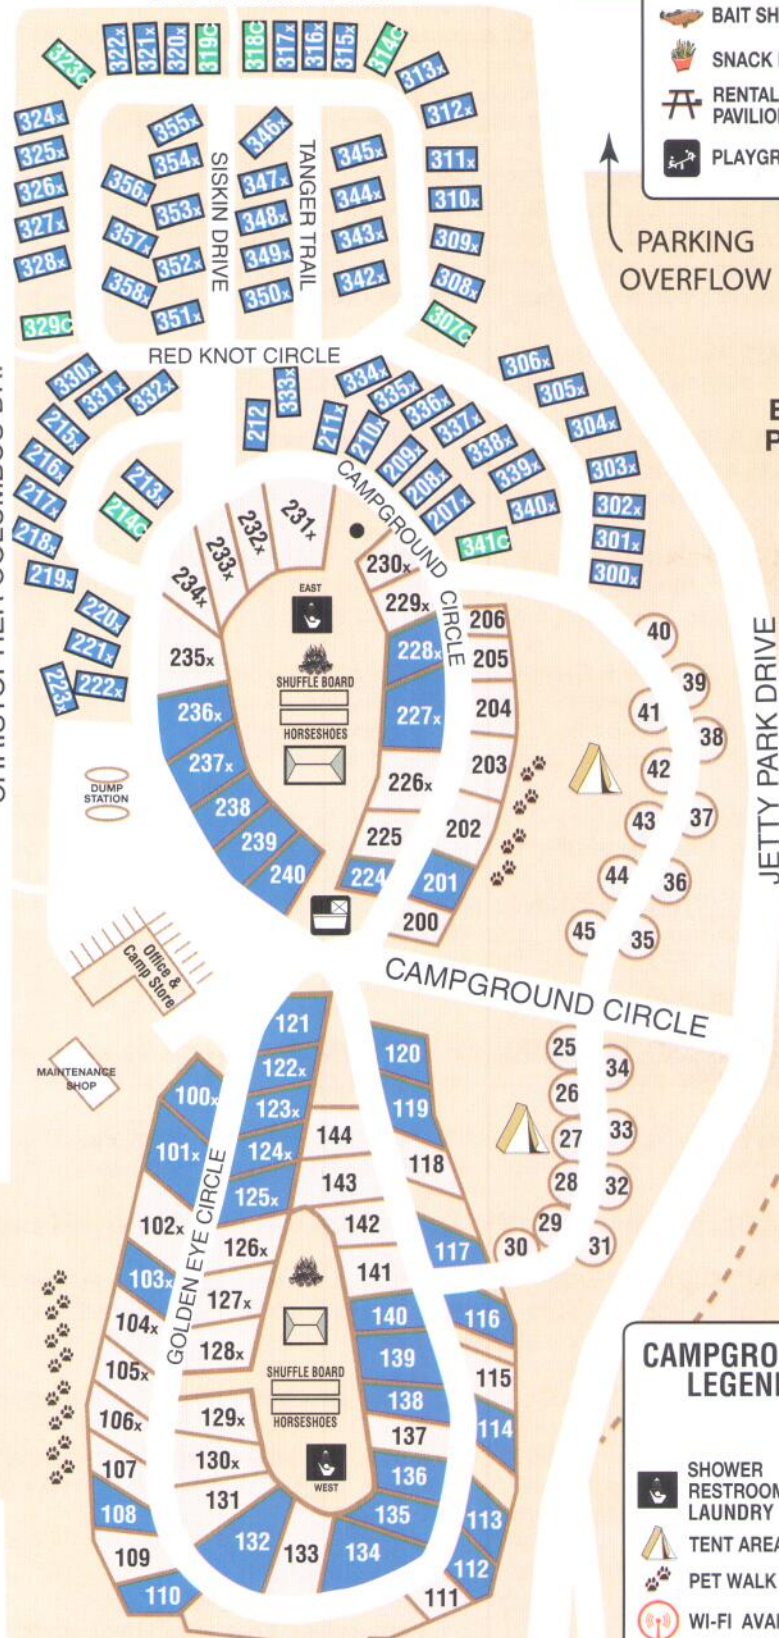 BAIT SH
SNACK
RENTAL
PAVILION
PLAYGR
PARKING
OVERFLOW
322x
321x
320x
319c
318c
317x
316x
315x
314c
323c
313x
324x
312x
325x
311x
326x
310x
327x
309x
328x
308x
329c
307c
355x
354x
353x
352x
351x
356x
357x
358x
SISKIN DRIVE
346x
347x
348x
349x
350x
TANGER TRAIL
345x
344x
343x
342x
RED KNOT CIRCLE
330x
331x
332x
212
333x
334x
335x
336x
337x
338x
339x
340x
341c
306x
305x
304x
303x
302x
301x
300x
215x
216x
217x
218x
219x
213x
214c
211x
210x
209x
208x
207x
220x
221x
222x
223x
CAMPGROUND CIRCLE
231x
232x
233x
234x
235x
236x
237x
238
239
240
230x
229x
228x
227x
226x
225
224
206
205
204
203
202
201
200
EAST
SHUFFLE BOARD
HORSESHOES
DUMP
STATION
Office &
Camp Store
MAINTENANCE
SHOP
40
39
41
38
42
43
37
44
36
45
35
JETTY PARK DRIVE
CAMPGROUND CIRCLE
25
34
26
27
33
28
32
29
30
31
121
122x
123x
124x
125x
126x
127x
128x
129x
130x
131
132
133
134
135
136
137
138
139
140
141
142
143
144
120
119
118
117
116
115
114
113
112
111
100x
101x
102x
103x
104x
105x
106x
107
108
109
110
GOLDEN EYE CIRCLE
SHUFFLE BOARD
HORSESHOES
WEST
CAMPGRO
LEGEN
SHOWER
RESTROOM
LAUNDRY
TENT AREA
PET WALK
WI-FI AVAI